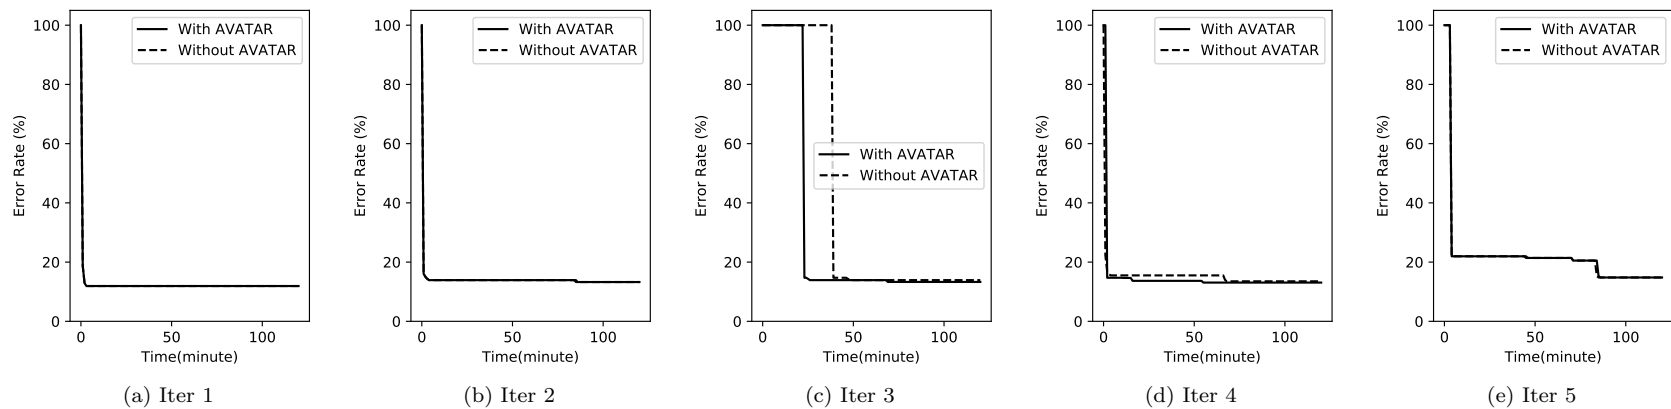 100
80
60
40
20
0
Error Rate (%)
With AVATAR
Without AVATAR
0 50 100
Time(minute)
(a) Iter 1
100
80
60
40
20
0
Error Rate (%)
With AVATAR
Without AVATAR
0 50 100
Time(minute)
(b) Iter 2
100
80
60
40
20
0
Error Rate (%)
With AVATAR
Without AVATAR
0 50 100
Time(minute)
(c) Iter 3
100
80
60
40
20
0
Error Rate (%)
With AVATAR
Without AVATAR
0 50 100
Time(minute)
(d) Iter 4
100
80
60
40
20
0
Error Rate (%)
With AVATAR
Without AVATAR
0 50 100
Time(minute)
(e) Iter 5